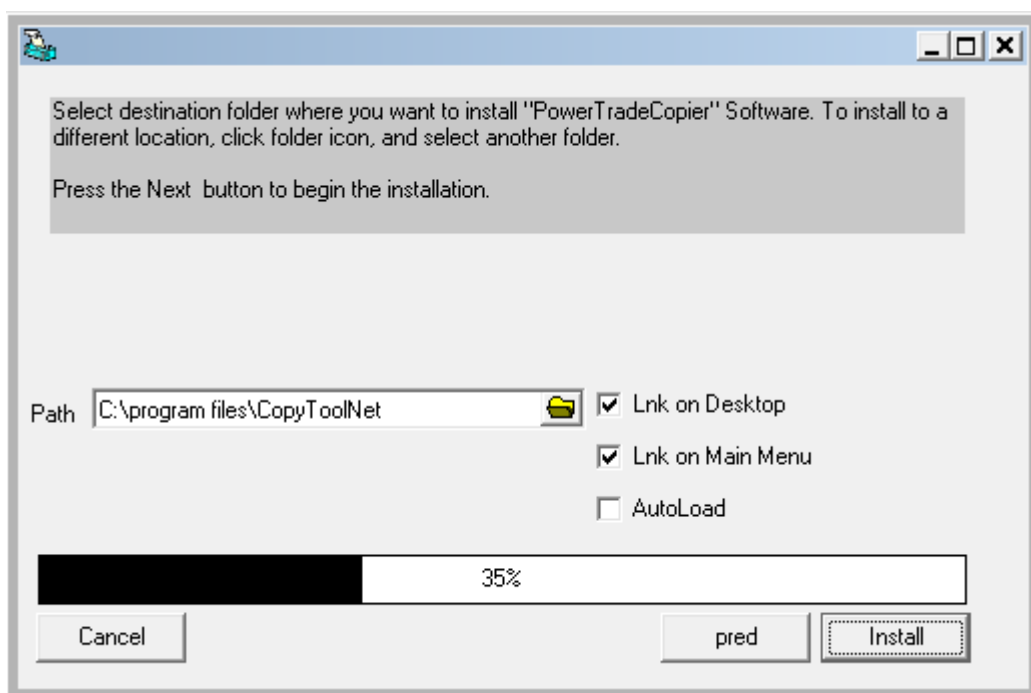 Select destination folder where you want to install "PowerTradeCopier" Software. To install to a
different location, click folder icon, and select another folder.
Press the Next  button to begin the installation.
Path
C:\program files\CopyToolNet
Lnk on Desktop
Lnk on Main Menu
AutoLoad
35%
Cancel
pred
Install